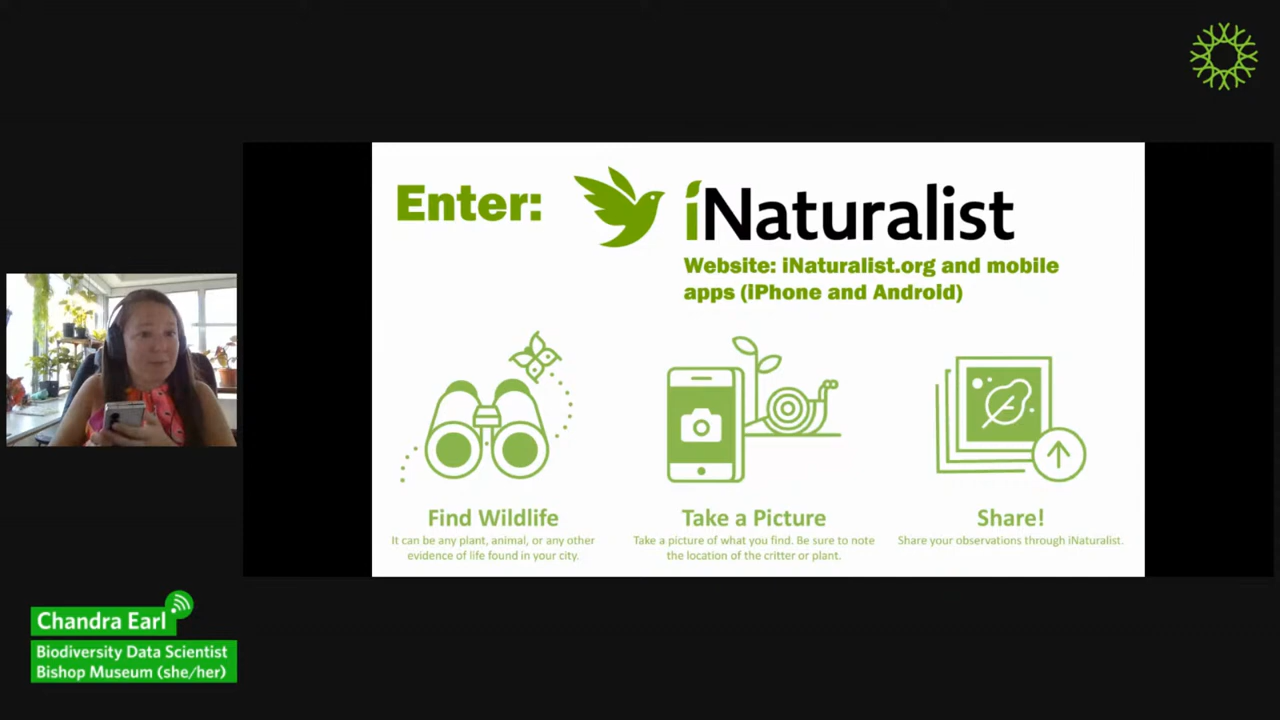 Enter:
iNaturalist
Website: iNaturalist.org and mobile
apps (iPhone and Android)
Find Wildlife
It can be any plant, animal, or any other
evidence of life found in your city.
Take a Picture
Take a picture of what you find. Be sure to note
the location of the critter or plant.
Share!
Share your observations through iNaturalist.
Chandra Earl
Biodiversity Data Scientist
Bishop Museum (she/her)